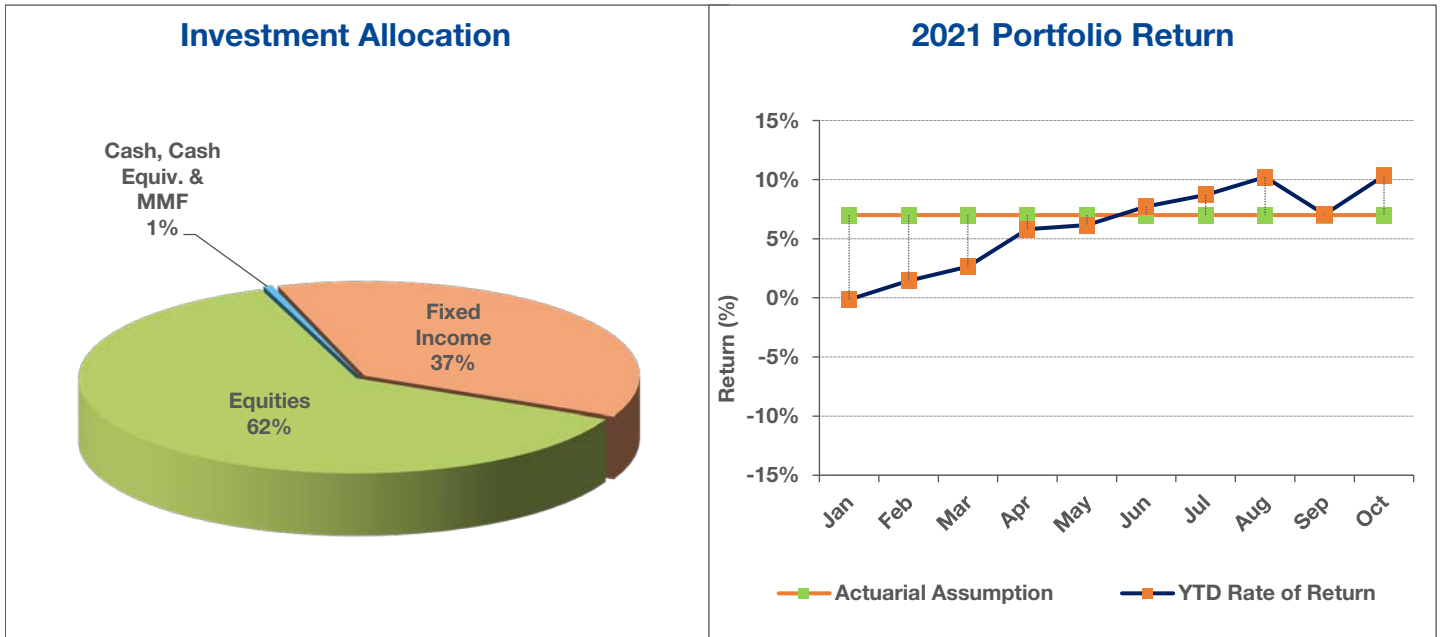 Investment Allocation
Cash, Cash
Equiv. &
MMF
1%
Fixed
Income
37%
Equities
62%
2021 Portfolio Return
15%
10%
5%
0%
-5%
-10%
-15%
Return (%)
Jan
Feb
Mar
Apr
May
Jun
Jul
Aug
Sep
Oct
Actuarial Assumption
YTD Rate of Return